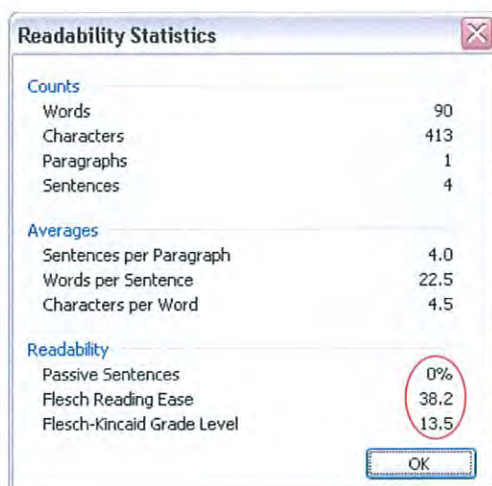 Readability Statistics
Counts
Words 90
Characters 413
Paragraphs 1
Sentences 4
Averages
Sentences per Paragraph 4.0
Words per Sentence 22.5
Characters per Word 4.5
Readability
Passive Sentences 0%
Flesch Reading Ease 38.2
Flesch-Kincaid Grade Level 13.5
OK